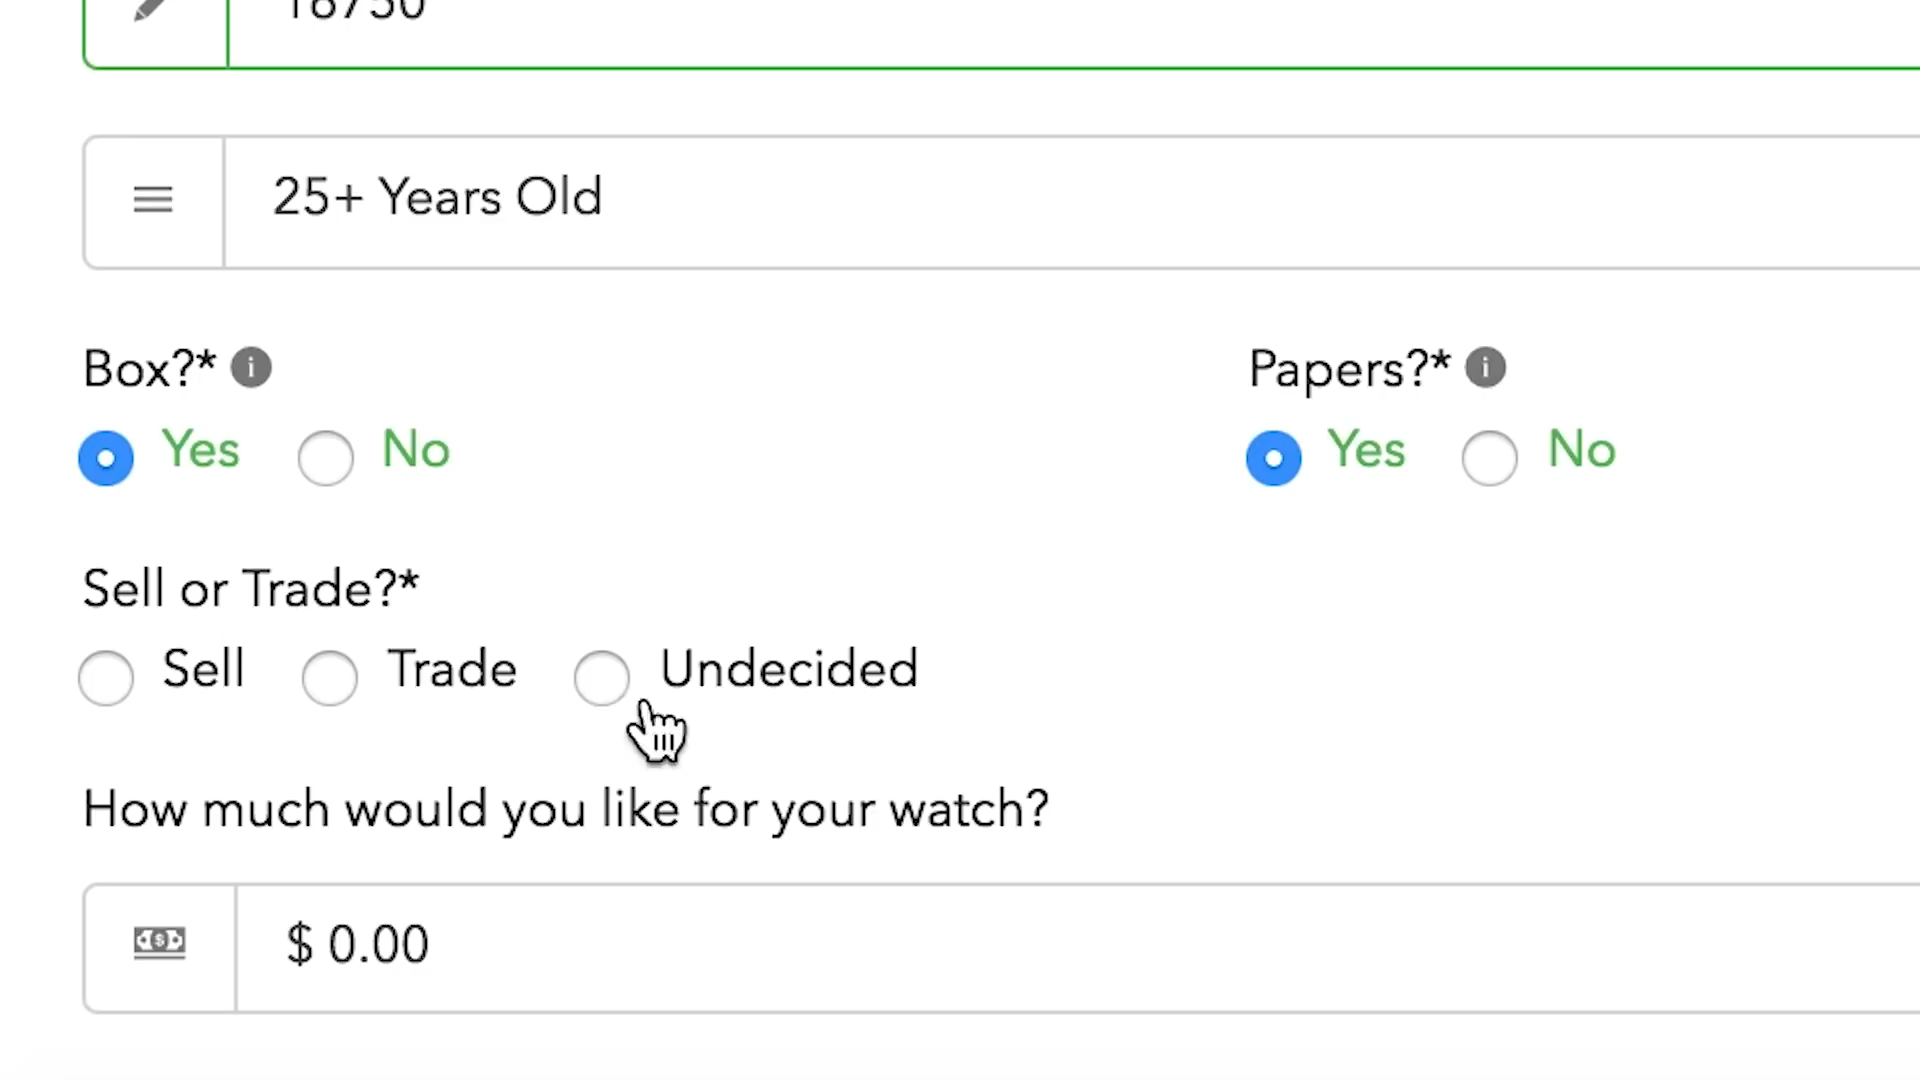 16750
25+ Years Old
Box?* Papers?*
Yes No Yes No
Sell or Trade?*
Sell Trade Undecided
How much would you like for your watch?
$ 0.00